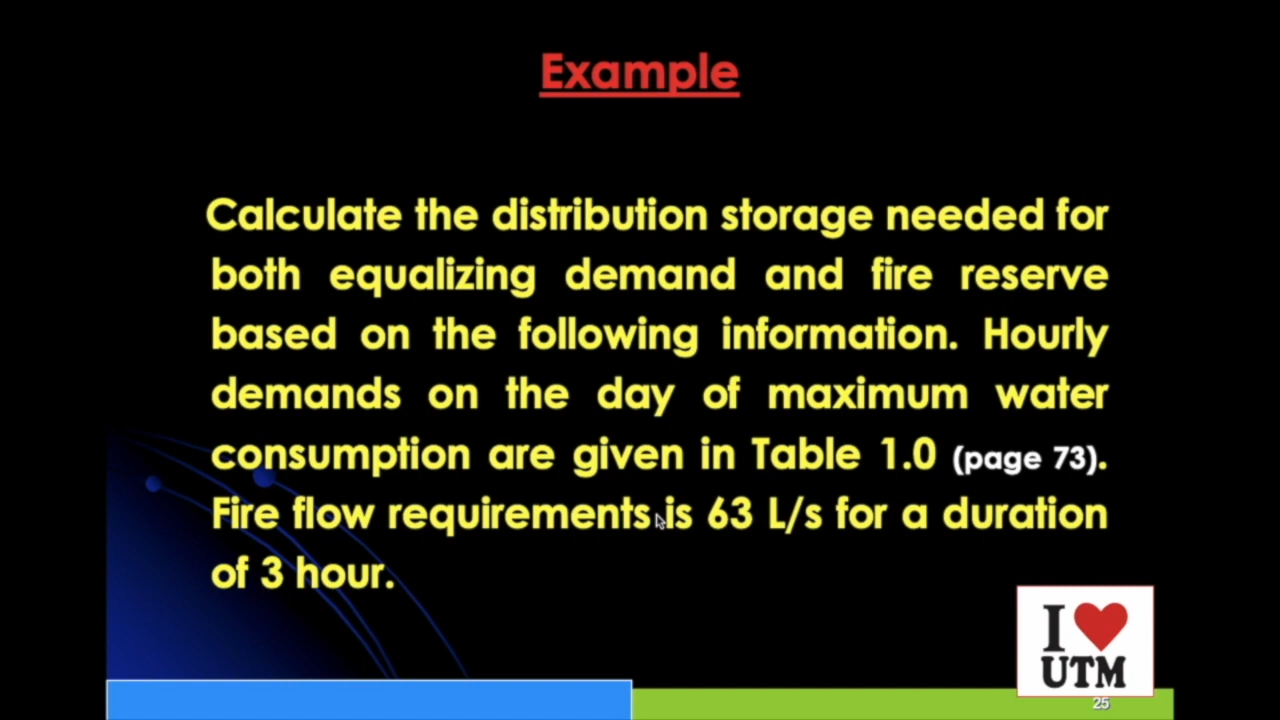 Example
Calculate the distribution storage needed for
both equalizing demand and fire reserve
based on the following information. Hourly
demands on the day of maximum water
consumption are given in Table 1.0 (page 73).
Fire flow requirements is 63 L/s for a duration
of 3 hour.
I
UTM
25